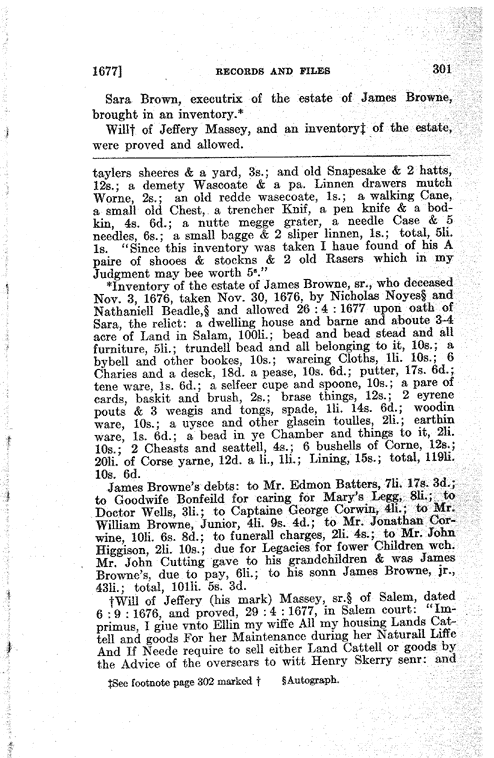 1677] RECORDS AND FILES 301
Sara Brown, executrix of the estate of James Browne,
brought in an inventory.*
Will† of Jeffery Massey, and an inventory‡ of the estate,
were proved and allowed.
taylers sheeres & a yard, 3s.; and old Snapesake & 2 hatts,
12s.; a demety Wascoate & a pa. Linnen drawers mutch
Worne, 2s.; an old redde wasecoate, 1s.; a walking Cane,
a small old Chest, a trencher Knif, a pen knife & a bod-
kin, 4s. 6d.; a nutte megge grater, a needle Case & 5
needles, 6s.; a small bagge & 2 sliper linnen, 1s.; total, 5li.
1s. "Since this inventory was taken I haue found of his A
paire of shooes & stockns & 2 old Rasers which in my
Judgment may bee worth 5ˢ."
*Inventory of the estate of James Browne, sr., who deceased
Nov. 3, 1676, taken Nov. 30, 1676, by Nicholas Noyes§ and
Nathaniell Beadle,§ and allowed 26 : 4 : 1677 upon oath of
Sara, the relict: a dwelling house and barne and aboute 3-4
acre of Land in Salam, 100li.; bead and bead stead and all
furniture, 5li.; trundell bead and all belonging to it, 10s.; a
bybell and other bookes, 10s.; wareing Cloths, 1li. 10s.; 6
Charies and a desck, 18d. a pease, 10s. 6d.; putter, 17s. 6d.;
tene ware, 1s. 6d.; a selfeer cupe and spoone, 10s.; a pare of
cards, baskit and brush, 2s.; brase things, 12s.; 2 eyrene
pouts & 3 weagis and tongs, spade, 1li. 14s. 6d.; woodin
ware, 10s.; a uysce and other glasein toulles, 2li.; earthin
ware, 1s. 6d.; a bead in ye Chamber and things to it, 2li.
10s.; 2 Cheasts and seattell, 4s.; 6 bushells of Corne, 12s.;
20li. of Corse yarne, 12d. a li., 1li.; Lining, 15s.; total, 119li.
10s. 6d.
James Browne's debts: to Mr. Edmon Batters, 7li. 17s. 3d.;
to Goodwife Bonfeild for caring for Mary's Legg, 8li.; to
Doctor Wells, 3li.; to Captaine George Corwin, 4li.; to Mr.
William Browne, Junior, 4li. 9s. 4d.; to Mr. Jonathan Cor-
wine, 10li. 6s. 8d.; to funerall charges, 2li. 4s.; to Mr. John
Higgison, 2li. 10s.; due for Legacies for fower Children wch.
Mr. John Cutting gave to his grandchildren & was James
Browne's, due to pay, 6li.; to his sonn James Browne, jr.,
43li.; total, 101li. 5s. 3d.
†Will of Jeffery (his mark) Massey, sr.§ of Salem, dated
6 : 9 : 1676, and proved, 29 : 4 : 1677, in Salem court: "Im-
primus, I giue vnto Ellin my wiffe All my housing Lands Cat-
tell and goods For her Maintenance during her Naturall Liffe
And If Neede require to sell either Land Cattell or goods by
the Advice of the oversears to witt Henry Skerry senr: and
‡See footnote page 302 marked † §Autograph.